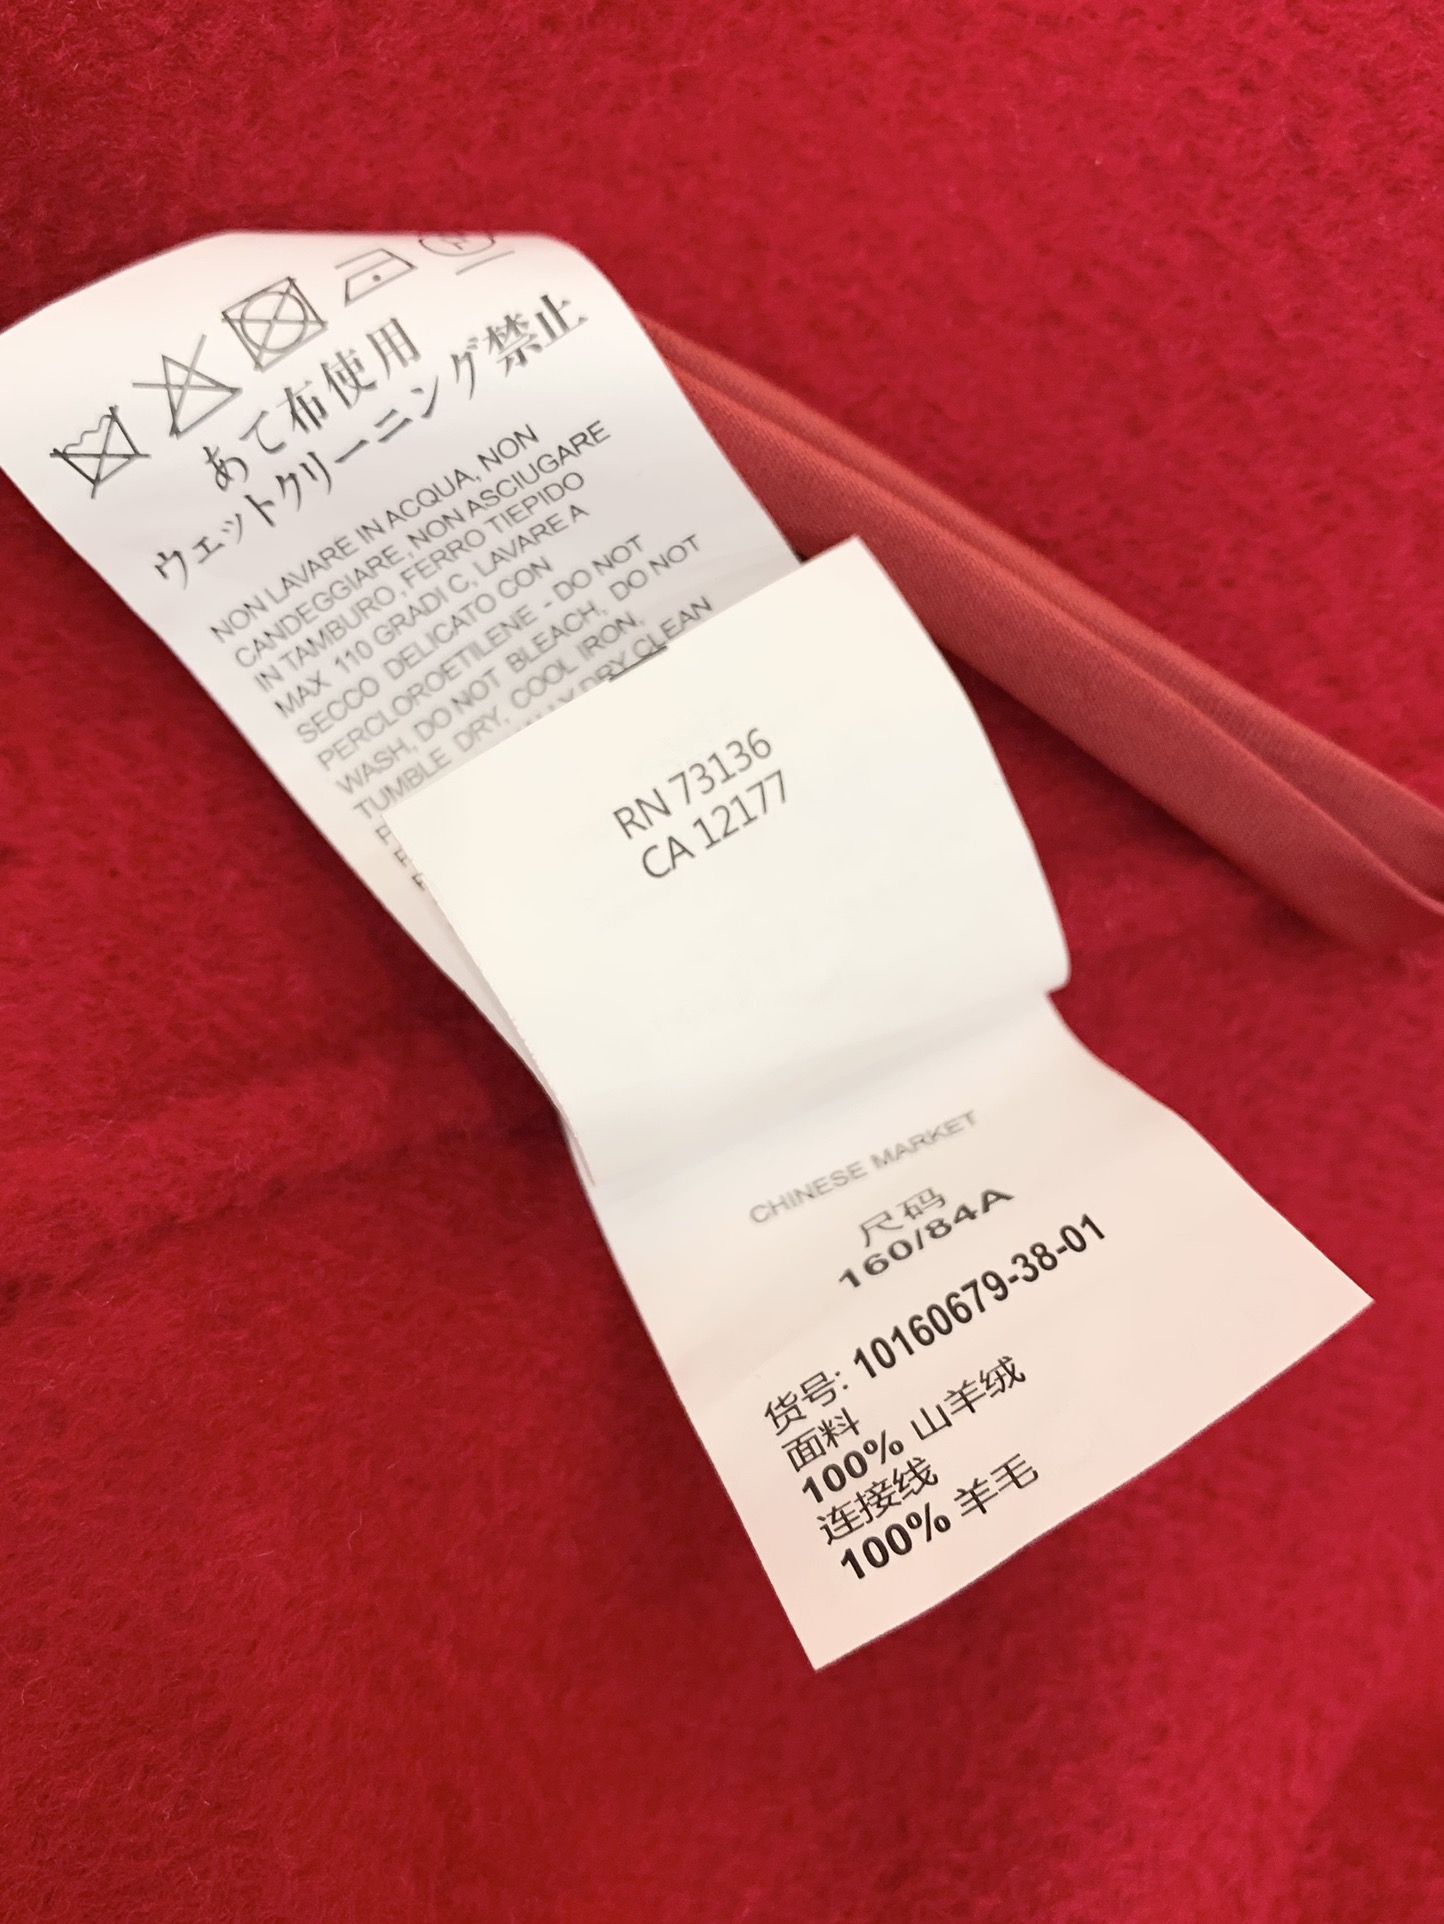 あて布使用
ウェットクリーニング禁止
NON LAVARE IN ACQUA, NON
CANDEGGIARE, NON ASCIUGARE
IN TAMBURO, FERRO TIEPIDO
MAX 110 GRADI C, LAVARE A
SECCO DELICATO CON
PERCLOROETILENE - DO NOT
WASH, DO NOT BLEACH, DO NOT
TUMBLE DRY, COOL IRON,
DRY CLEAN
RN 73136
CA 12177
CHINESE MARKET
尺码
160/84A
货号: 10160679-38-01
面料
100% 山羊绒
连接线
100% 羊毛